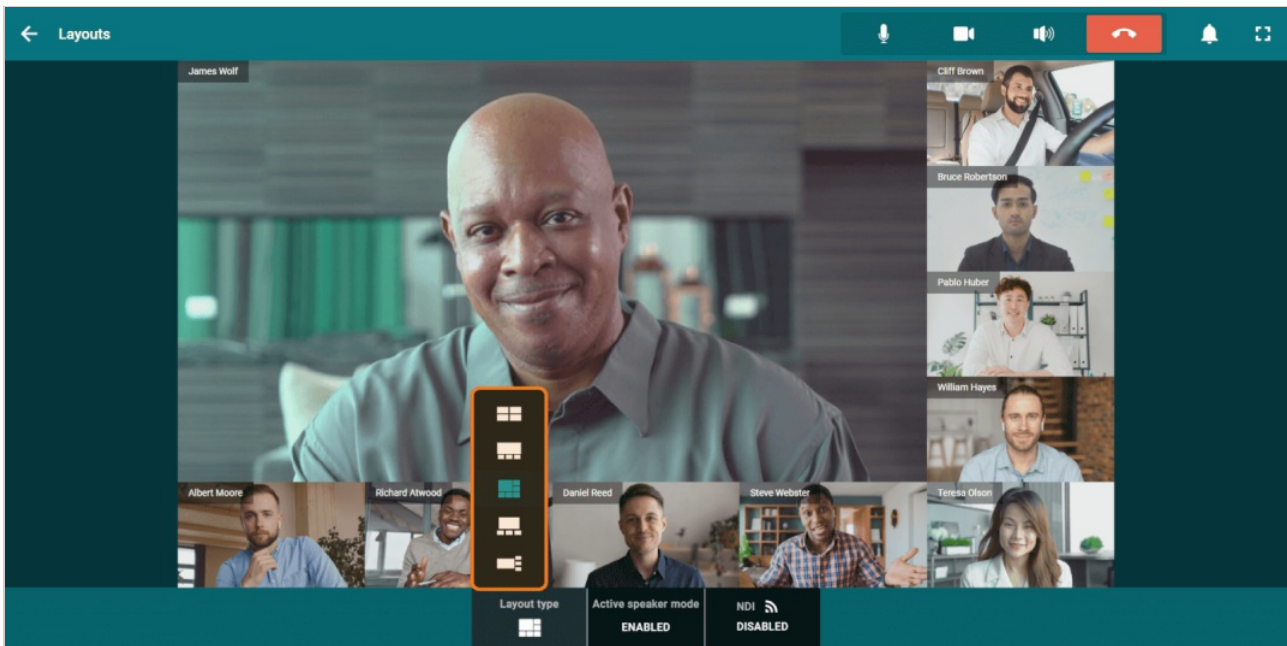 Layouts
James Wolf
Cliff Brown
Bruce Robertson
Pablo Huber
William Hayes
Albert Moore
Richard Atwood
Daniel Reed
Steve Webster
Teresa Olson
Layout type
Active speaker mode
ENABLED
NDI
DISABLED